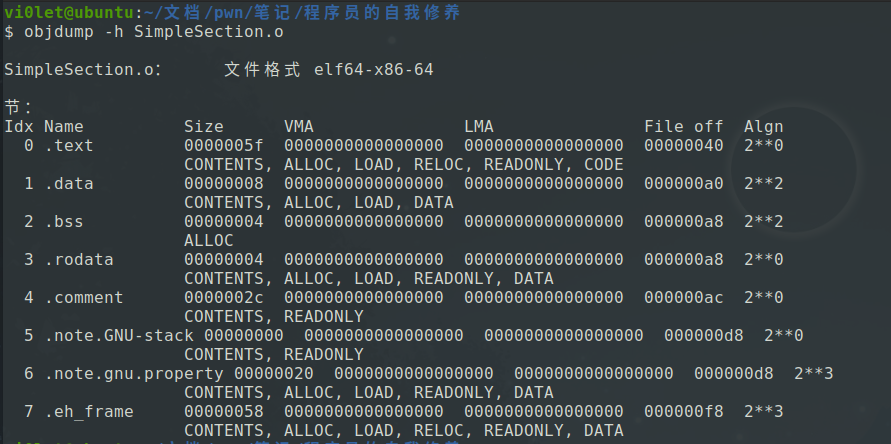 vi0let@ubuntu:~/文档/pwn/笔记/程序员的自我修养
$ objdump -h SimpleSection.o
SimpleSection.o:      文件格式 elf64-x86-64
节:
Idx Name          Size      VMA               LMA               File off  Algn
  0 .text         0000005f  0000000000000000  0000000000000000  00000040  2**0
                  CONTENTS, ALLOC, LOAD, RELOC, READONLY, CODE
  1 .data         00000008  0000000000000000  0000000000000000  000000a0  2**2
                  CONTENTS, ALLOC, LOAD, DATA
  2 .bss          00000004  0000000000000000  0000000000000000  000000a8  2**2
                  ALLOC
  3 .rodata       00000004  0000000000000000  0000000000000000  000000a8  2**0
                  CONTENTS, ALLOC, LOAD, READONLY, DATA
  4 .comment      0000002c  0000000000000000  0000000000000000  000000ac  2**0
                  CONTENTS, READONLY
  5 .note.GNU-stack 00000000  0000000000000000  0000000000000000  000000d8  2**0
                  CONTENTS, READONLY
  6 .note.gnu.property 00000020  0000000000000000  0000000000000000  000000d8  2**3
                  CONTENTS, ALLOC, LOAD, READONLY, DATA
  7 .eh_frame     00000058  0000000000000000  0000000000000000  000000f8  2**3
                  CONTENTS, ALLOC, LOAD, RELOC, READONLY, DATA